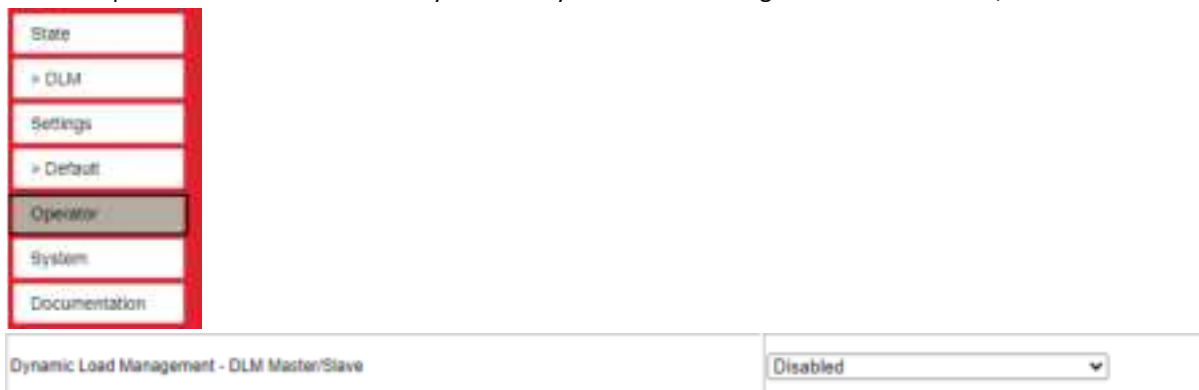 State
» DLM
Settings
» Default
Operator
System
Documentation
Dynamic Load Management - DLM Master/Slave
Disabled